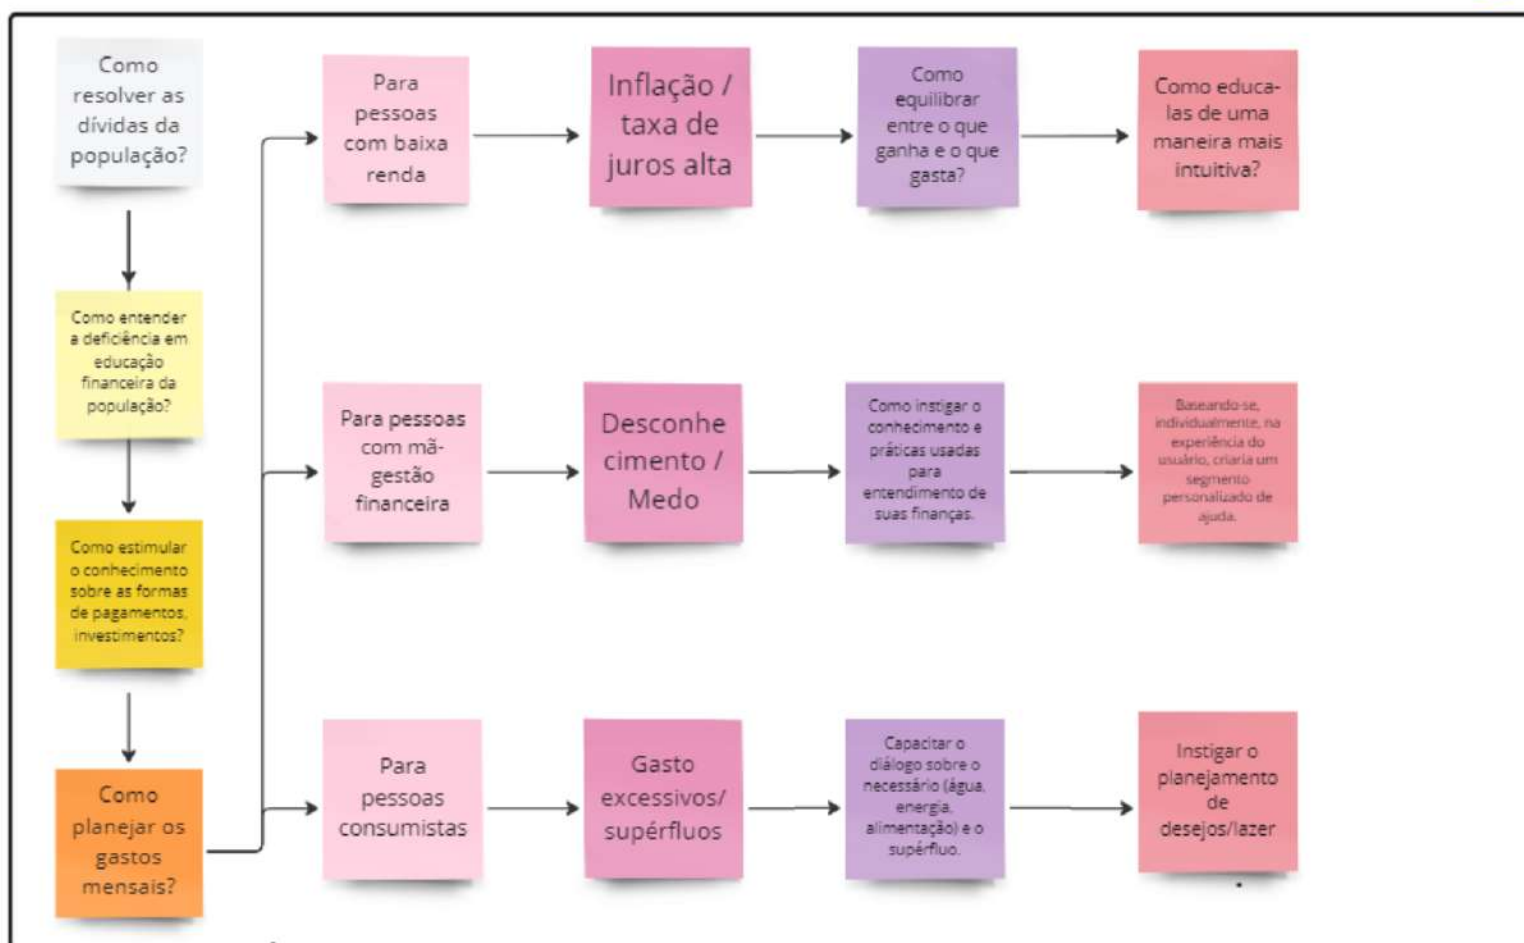 Como
resolver as
dívidas da
população?
Como entender
a deficiência em
educação
financeira da
população?
Como estimular
o conhecimento
sobre as formas
de pagamentos,
investimentos?
Como
planejar os
gastos
mensais?
Para
pessoas
com baixa
renda
Inflação /
taxa de
juros alta
Como
equilibrar
entre o que
ganha e o que
gasta?
Como educa-
las de uma
maneira mais
intuitiva?
Para pessoas
com mã-
gestão
financeira
Desconhe
cimento /
Medo
Como instigar o
conhecimento e
práticas usadas
para
entendimento de
suas finanças.
Baseando-se,
individualmente, na
experiência do
usuário, criaria um
segmento
personalizado de
ajuda.
Para
pessoas
consumistas
Gasto
excessivos/
supérfluos
Capacitar o
diálogo sobre o
necessário (água,
energia,
alimentação) e o
supérfluo.
Instigar o
planejamento
de
desejos/lazer